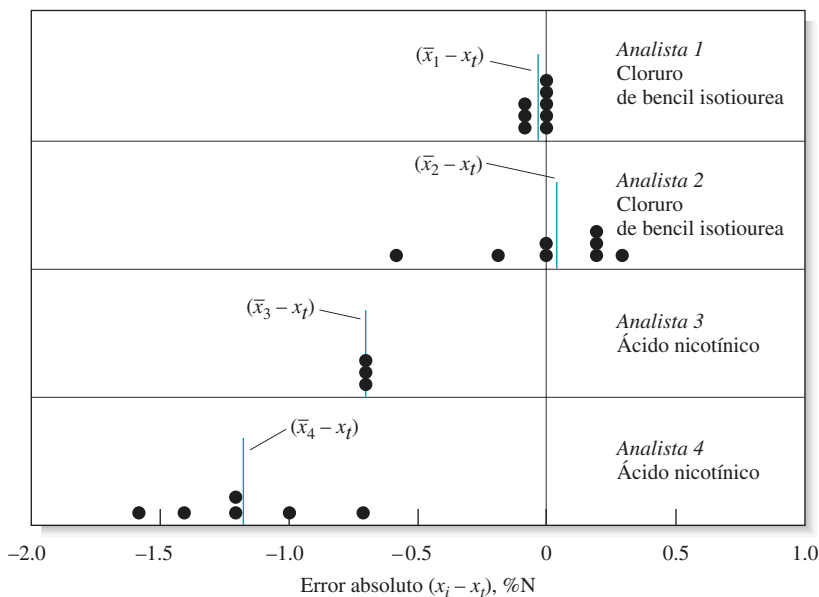 (x̄₁ – xₜ)
Analista 1
Cloruro
de bencil isotiourea
(x̄₂ – xₜ)
Analista 2
Cloruro
de bencil isotiourea
(x̄₃ – xₜ)
Analista 3
Ácido nicotínico
(x̄₄ – xₜ)
Analista 4
Ácido nicotínico
–2.0 –1.5 –1.0 –0.5 0 0.5 1.0
Error absoluto (xᵢ – xₜ), %N